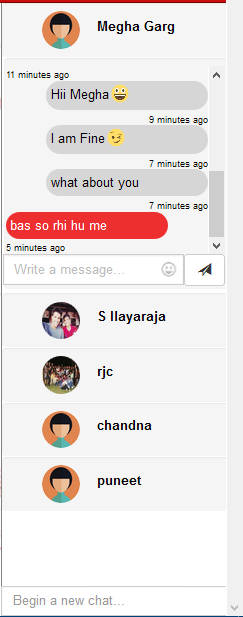 Megha Garg
11 minutes ago
Hii Megha 😀
9 minutes ago
I am Fine 😏
7 minutes ago
what about you
7 minutes ago
bas so rhi hu me
5 minutes ago
Write a message...
S Ilayaraja
rjc
chandna
puneet
Begin a new chat...